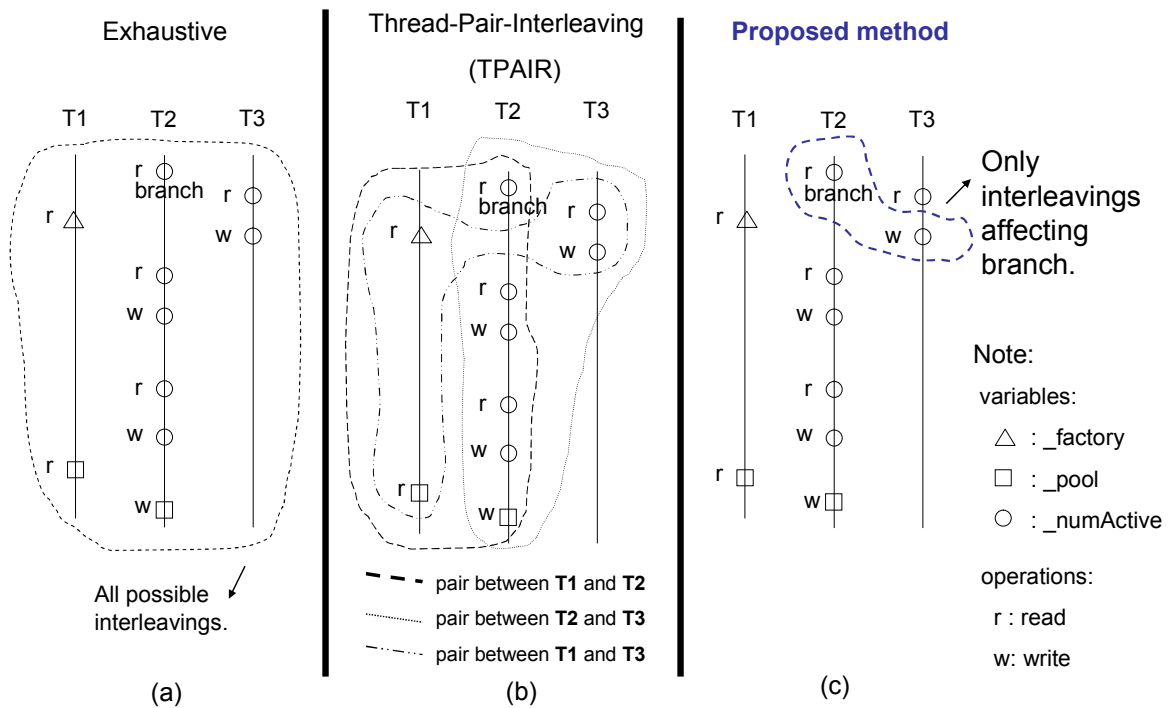 Exhaustive
T1 T2 T3
r
branch
r
r
w
r
w
r
w
r
w
All possible
interleavings.
(a)
Thread-Pair-Interleaving
(TPAIR)
T1 T2 T3
r
branch
r
r
w
r
w
r
w
r
w
pair between T1 and T2
pair between T2 and T3
pair between T1 and T3
(b)
Proposed method
T1 T2 T3
r
branch
r
r
w
r
w
r
w
r
w
Only
interleavings
affecting
branch.
Note:
variables:
: _factory
: _pool
: _numActive
operations:
r : read
w: write
(c)